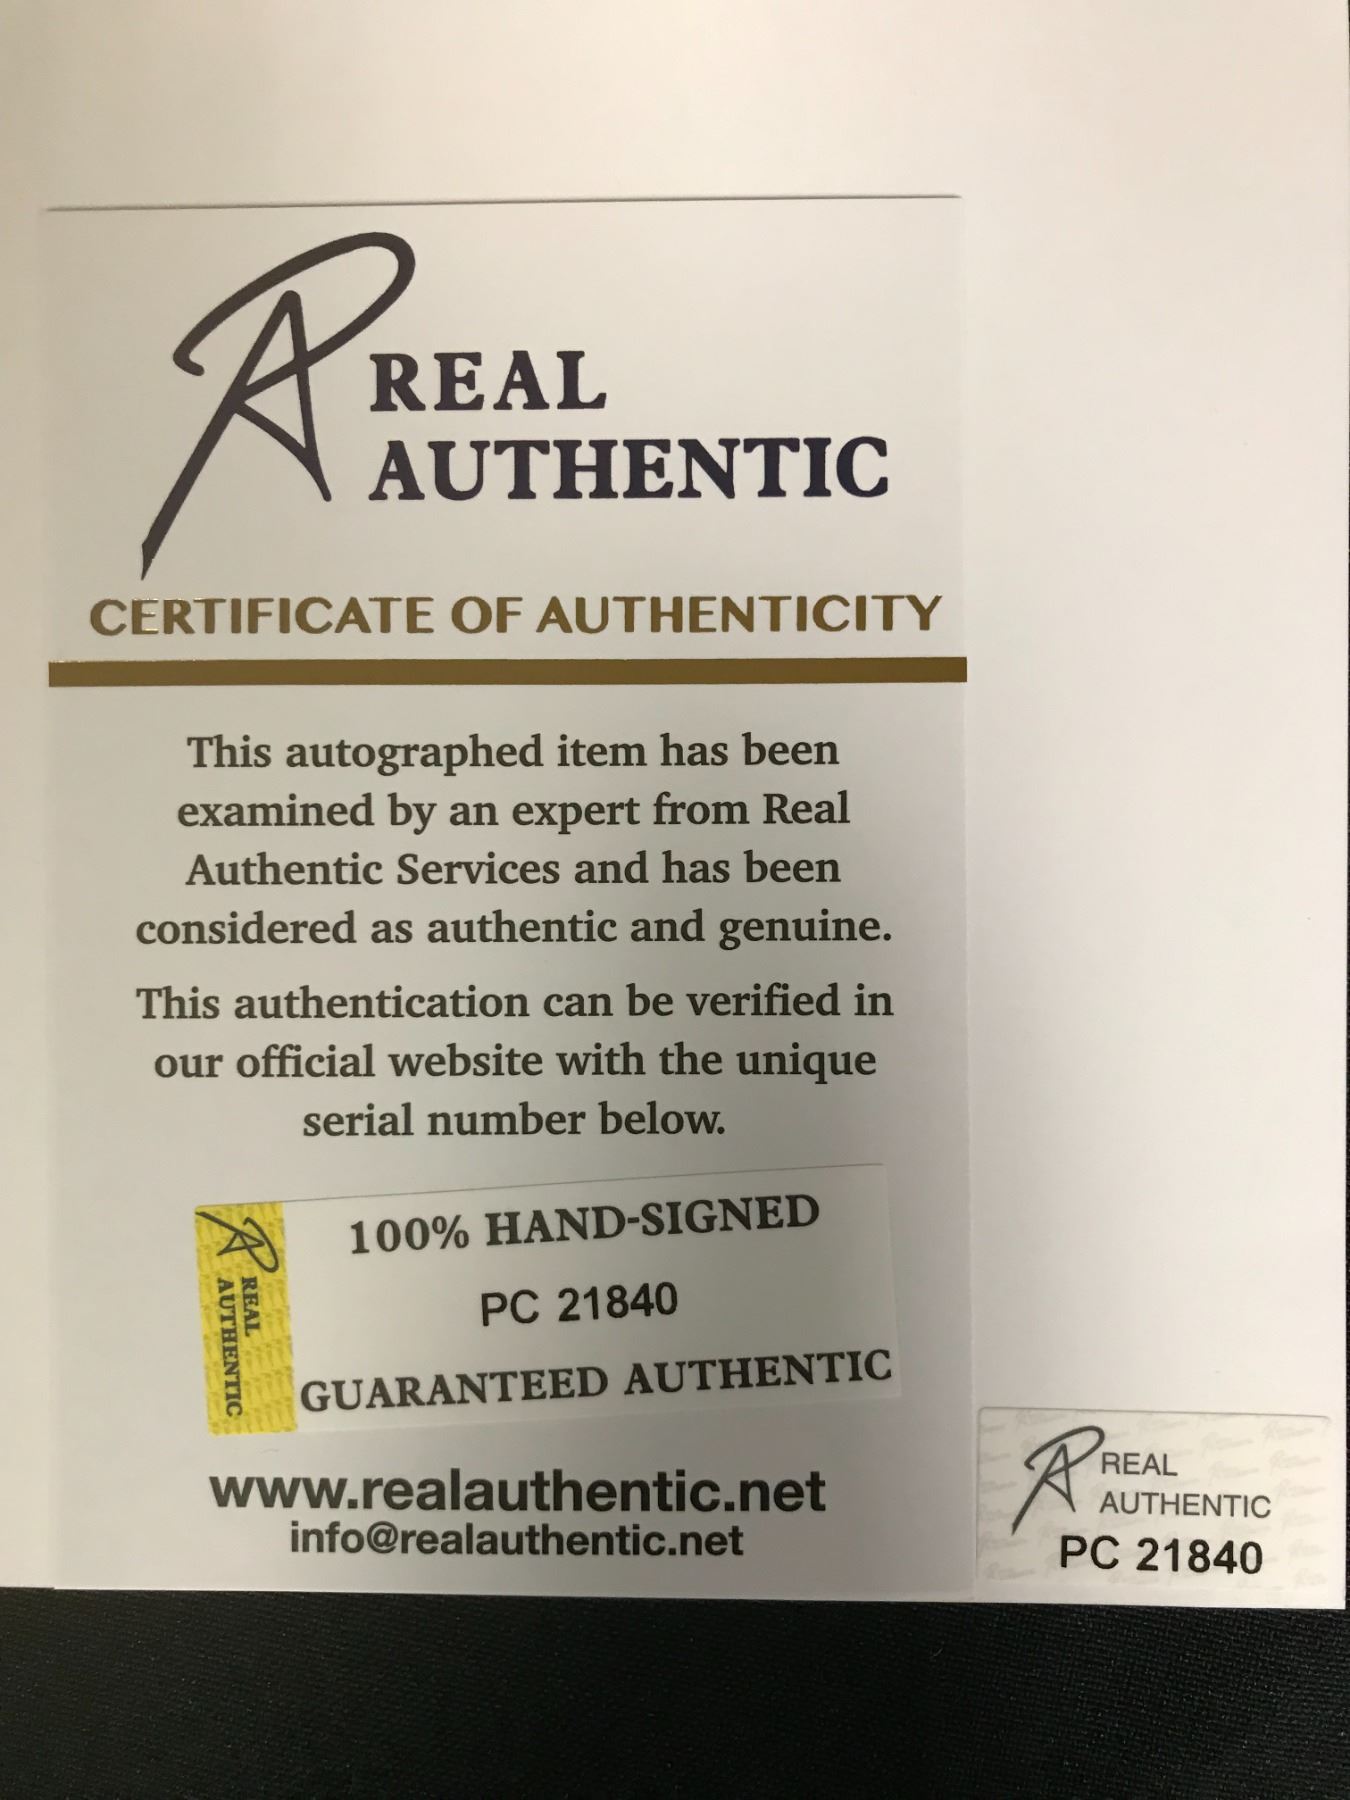 REAL
AUTHENTIC
CERTIFICATE OF AUTHENTICITY
This autographed item has been
examined by an expert from Real
Authentic Services and has been
considered as authentic and genuine.
This authentication can be verified in
our official website with the unique
serial number below.
REAL
AUTHENTIC
100% HAND-SIGNED
PC 21840
GUARANTEED AUTHENTIC
www.realauthentic.net
info@realauthentic.net
REAL
AUTHENTIC
PC 21840